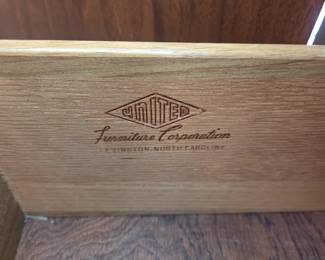 UNITED
Furniture Corporation
LEXINGTON, NORTH CAROLINA